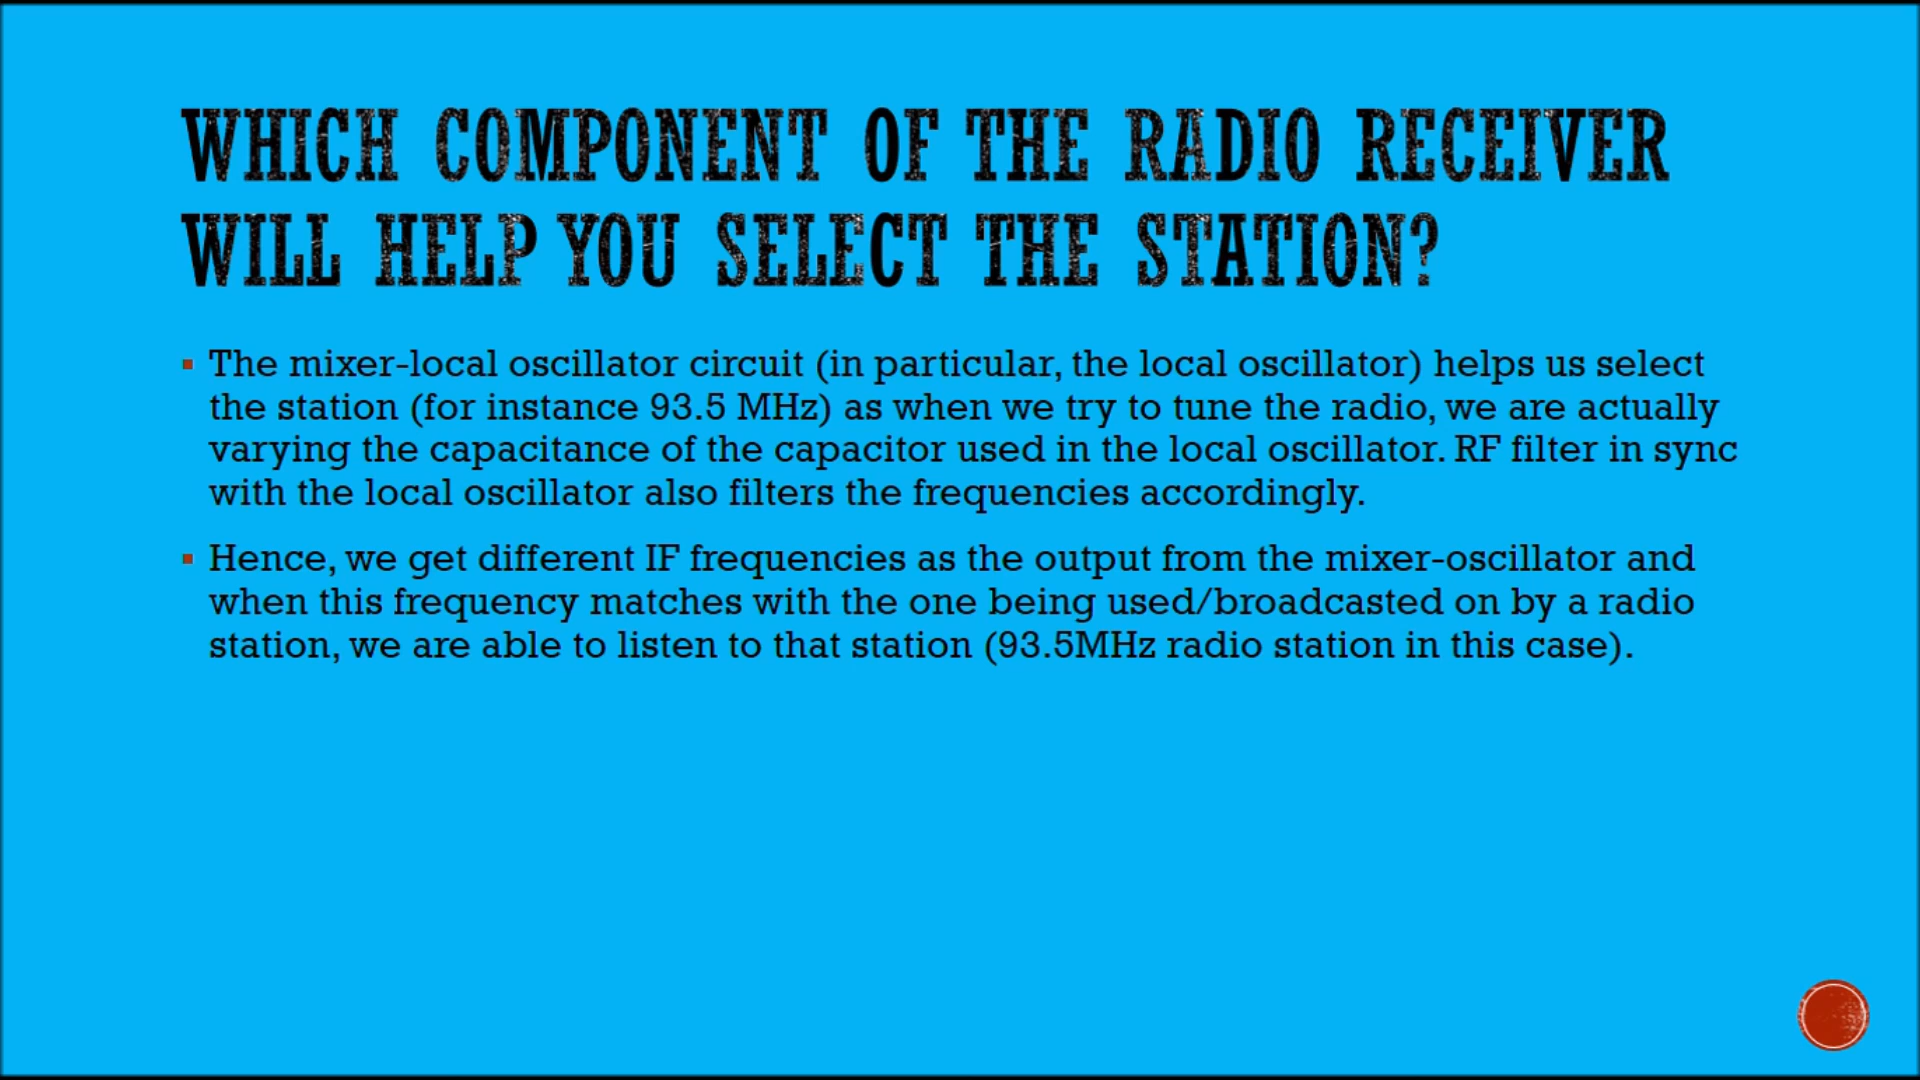 WHICH COMPONENT OF THE RADIO RECEIVER
WILL HELP YOU SELECT THE STATION?
▪ The mixer-local oscillator circuit (in particular, the local oscillator) helps us select
the station (for instance 93.5 MHz) as when we try to tune the radio, we are actually
varying the capacitance of the capacitor used in the local oscillator. RF filter in sync
with the local oscillator also filters the frequencies accordingly.
▪ Hence, we get different IF frequencies as the output from the mixer-oscillator and
when this frequency matches with the one being used/broadcasted on by a radio
station, we are able to listen to that station (93.5MHz radio station in this case).